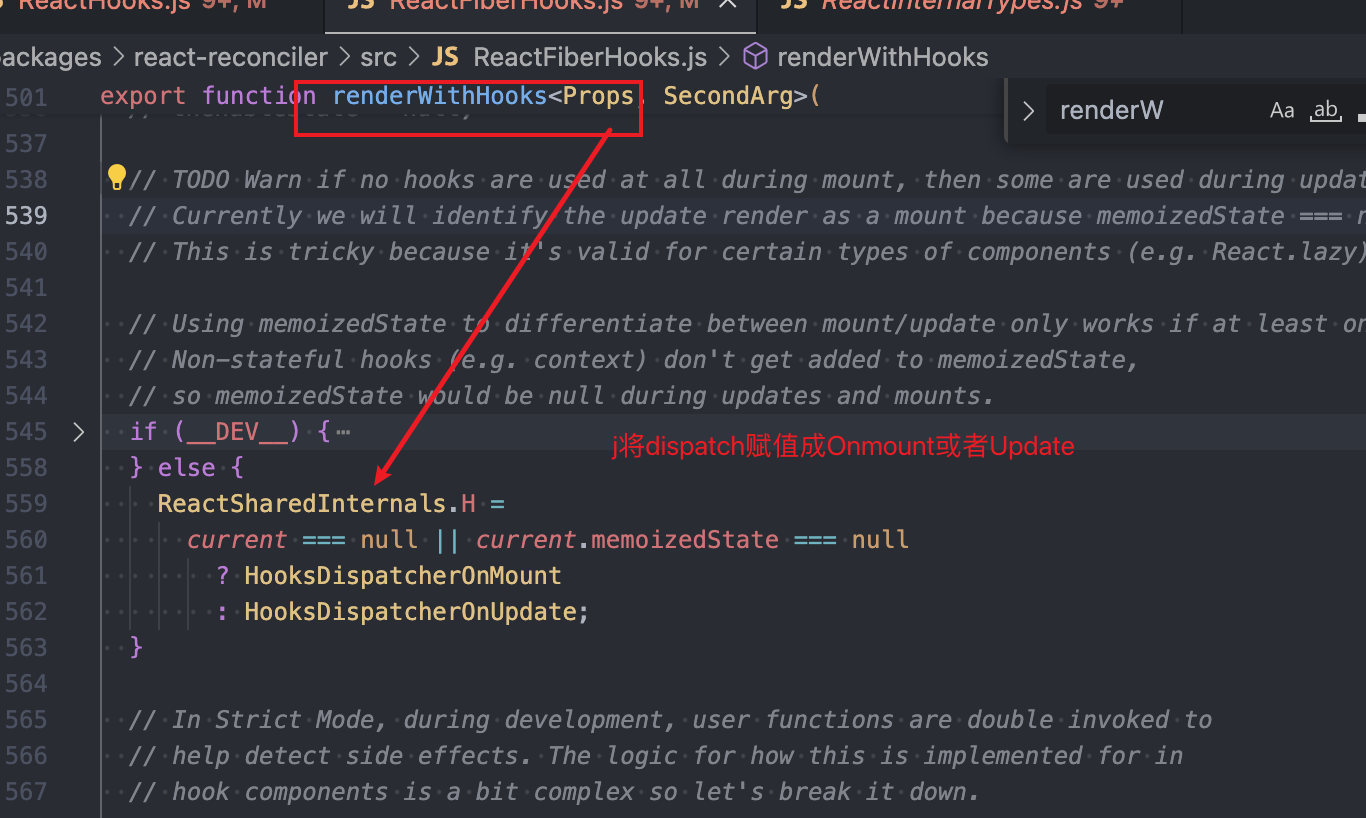 ReactHooks.js 9+, M
JS ReactFiberHooks.js 9+, M
JS ReactInternalTypes.js 9+
ackages > react-reconciler > src > JS ReactFiberHooks.js > renderWithHooks
501 export function renderWithHooks<Props, SecondArg>(
renderW Aa ab
537
538 // TODO Warn if no hooks are used at all during mount, then some are used during updat
539 // Currently we will identify the update render as a mount because memoizedState ===
540 // This is tricky because it's valid for certain types of components (e.g. React.lazy)
541
542 // Using memoizedState to differentiate between mount/update only works if at least on
543 // Non-stateful hooks (e.g. context) don't get added to memoizedState,
544 // so memoizedState would be null during updates and mounts.
545 if (__DEV__) { ⋯
j将dispatch赋值成Onmount或者Update
558 } else {
559 ReactSharedInternals.H =
560 current === null || current.memoizedState === null
561 ? HooksDispatcherOnMount
562 : HooksDispatcherOnUpdate;
563 }
564
565 // In Strict Mode, during development, user functions are double invoked to
566 // help detect side effects. The logic for how this is implemented for in
567 // hook components is a bit complex so let's break it down.